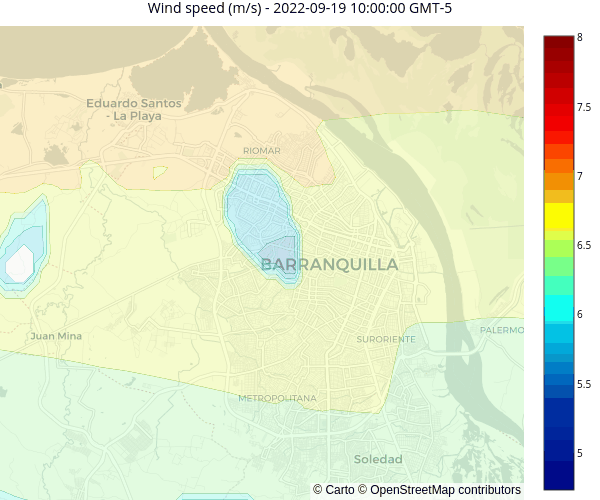 Wind speed (m/s) - 2022-09-19 10:00:00 GMT-5
8
7.5
7
6.5
6
5.5
5
Eduardo Santos
- La Playa
RIOMAR
BARRANQUILLA
Juan Mina
SURORIENTE
PALERMO
METROPOLITANA
Soledad
© Carto © OpenStreetMap contributors